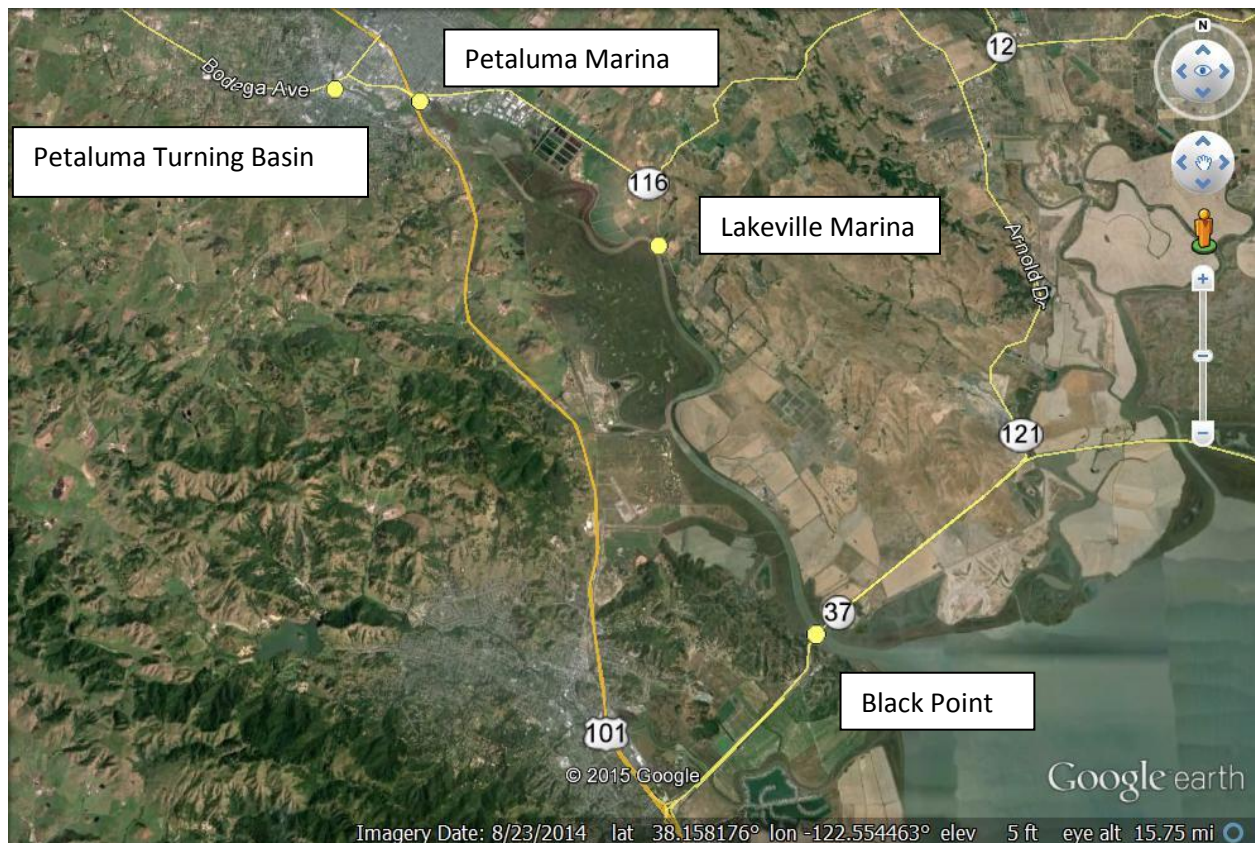 N
12
Petaluma Marina
Bodega Ave
Petaluma Turning Basin
116
Lakeville Marina
Arnold Dr
121
37
Black Point
101
© 2015 Google
Google earth
Imagery Date: 8/23/2014 lat 38.158176° lon -122.554463° elev 5 ft eye alt 15.75 mi